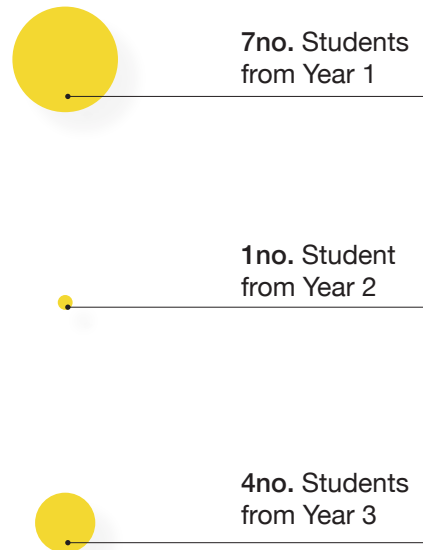 7no. Students
from Year 1
1no. Student
from Year 2
4no. Students
from Year 3